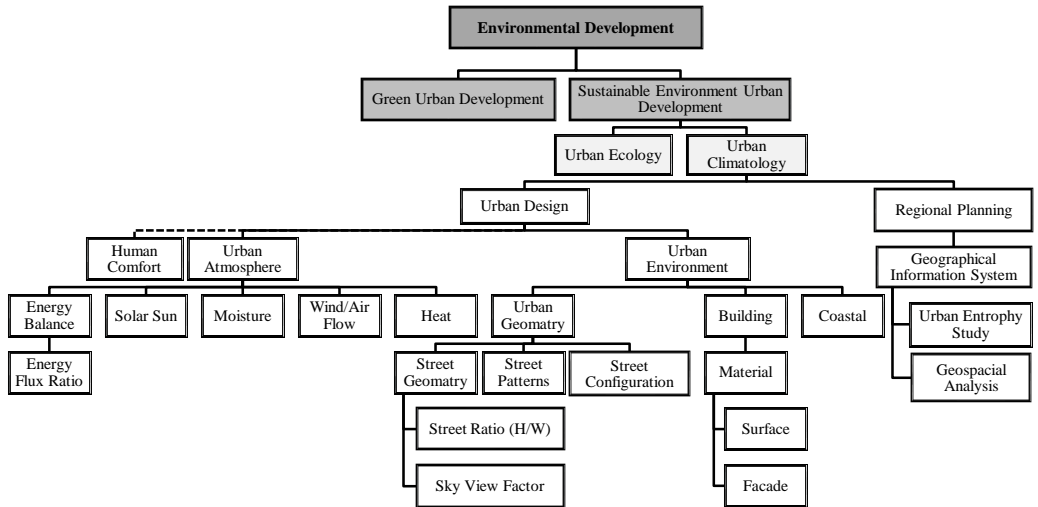 Environmental Development
Green Urban Development
Sustainable Environment Urban
Development
Urban Ecology
Urban
Climatology
Urban Design
Regional Planning
Human
Comfort
Urban
Atmosphere
Urban
Environment
Geographical
Information System
Energy
Balance
Solar Sun
Moisture
Wind/Air
Flow
Heat
Urban
Geometry
Building
Coastal
Urban Entrophy
Study
Energy
Flux Ratio
Street
Geometry
Street
Patterns
Street
Configuration
Material
Geospacial
Analysis
Street Ratio (H/W)
Surface
Sky View Factor
Facade